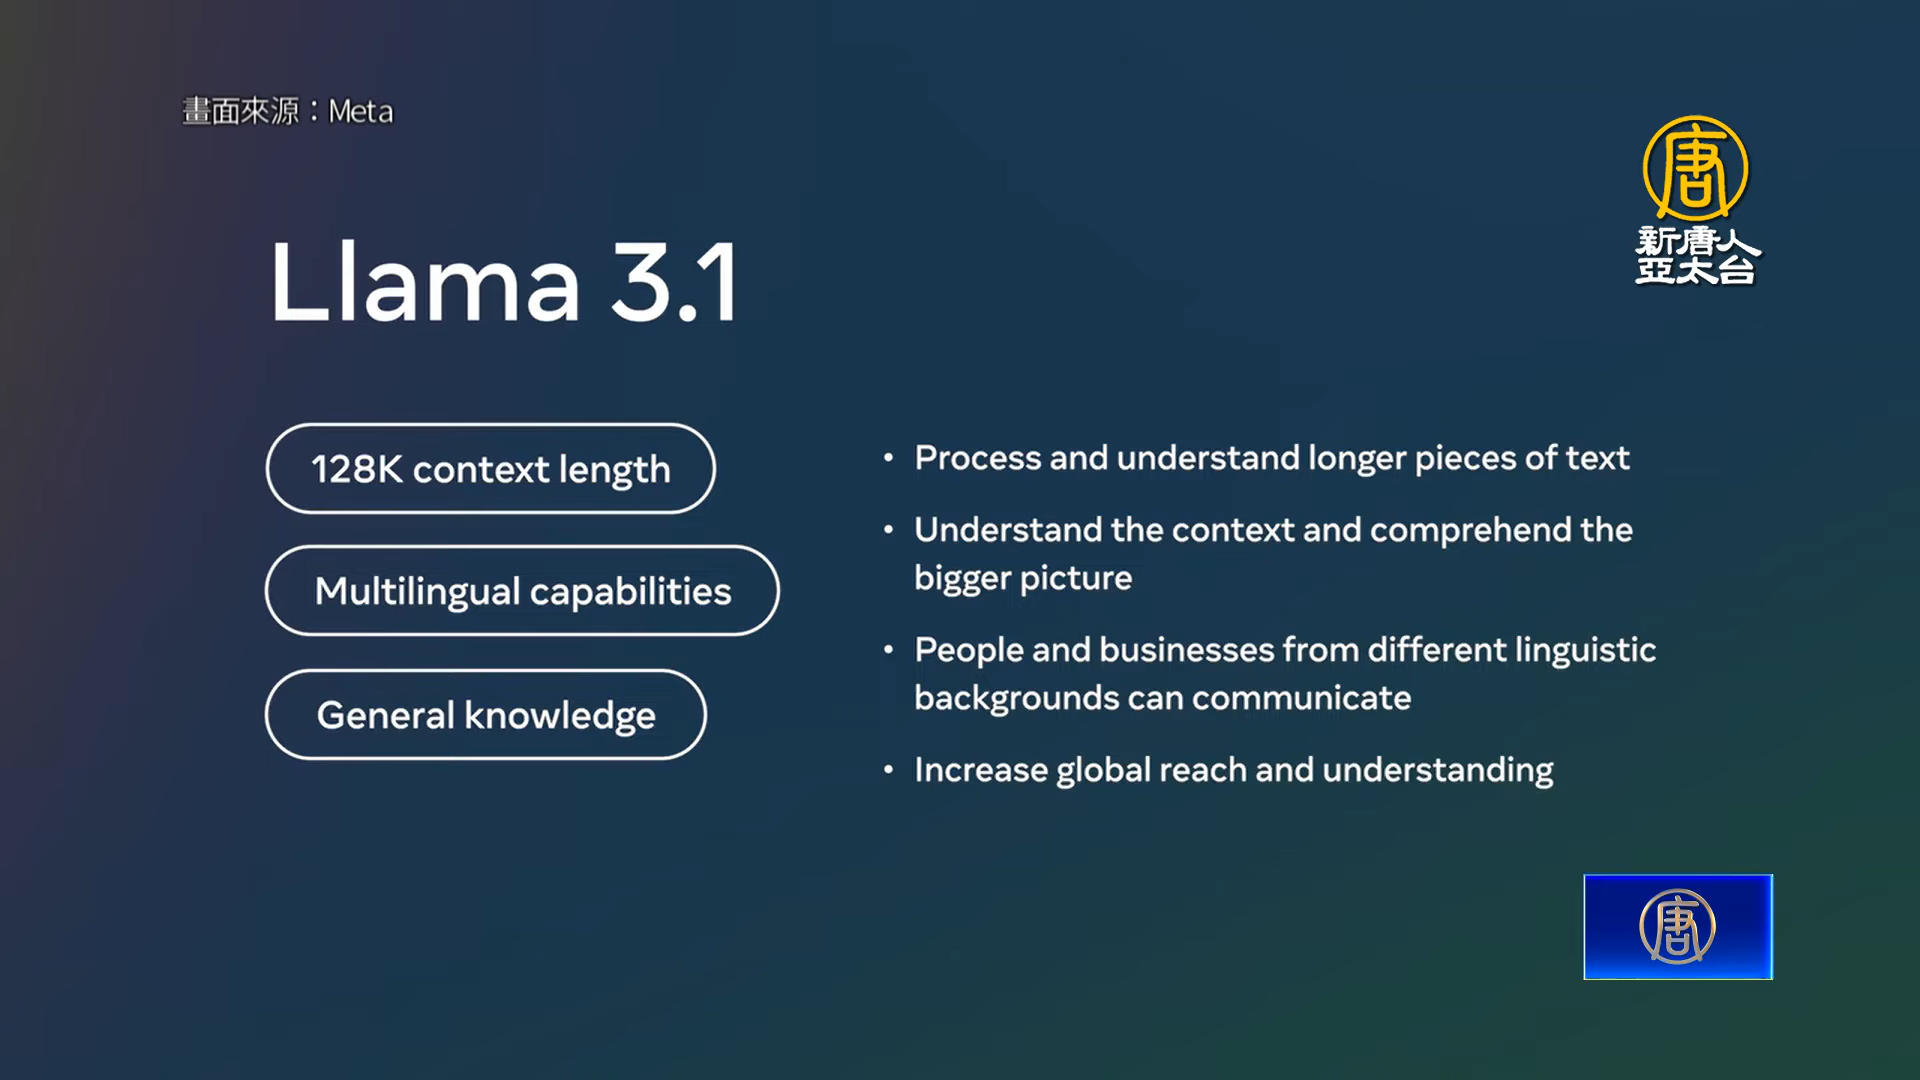 畫面來源：Meta
唐
新唐人
亞太台
Llama 3.1
128K context length
Multilingual capabilities
General knowledge
• Process and understand longer pieces of text
• Understand the context and comprehend the
bigger picture
• People and businesses from different linguistic
backgrounds can communicate
• Increase global reach and understanding
唐